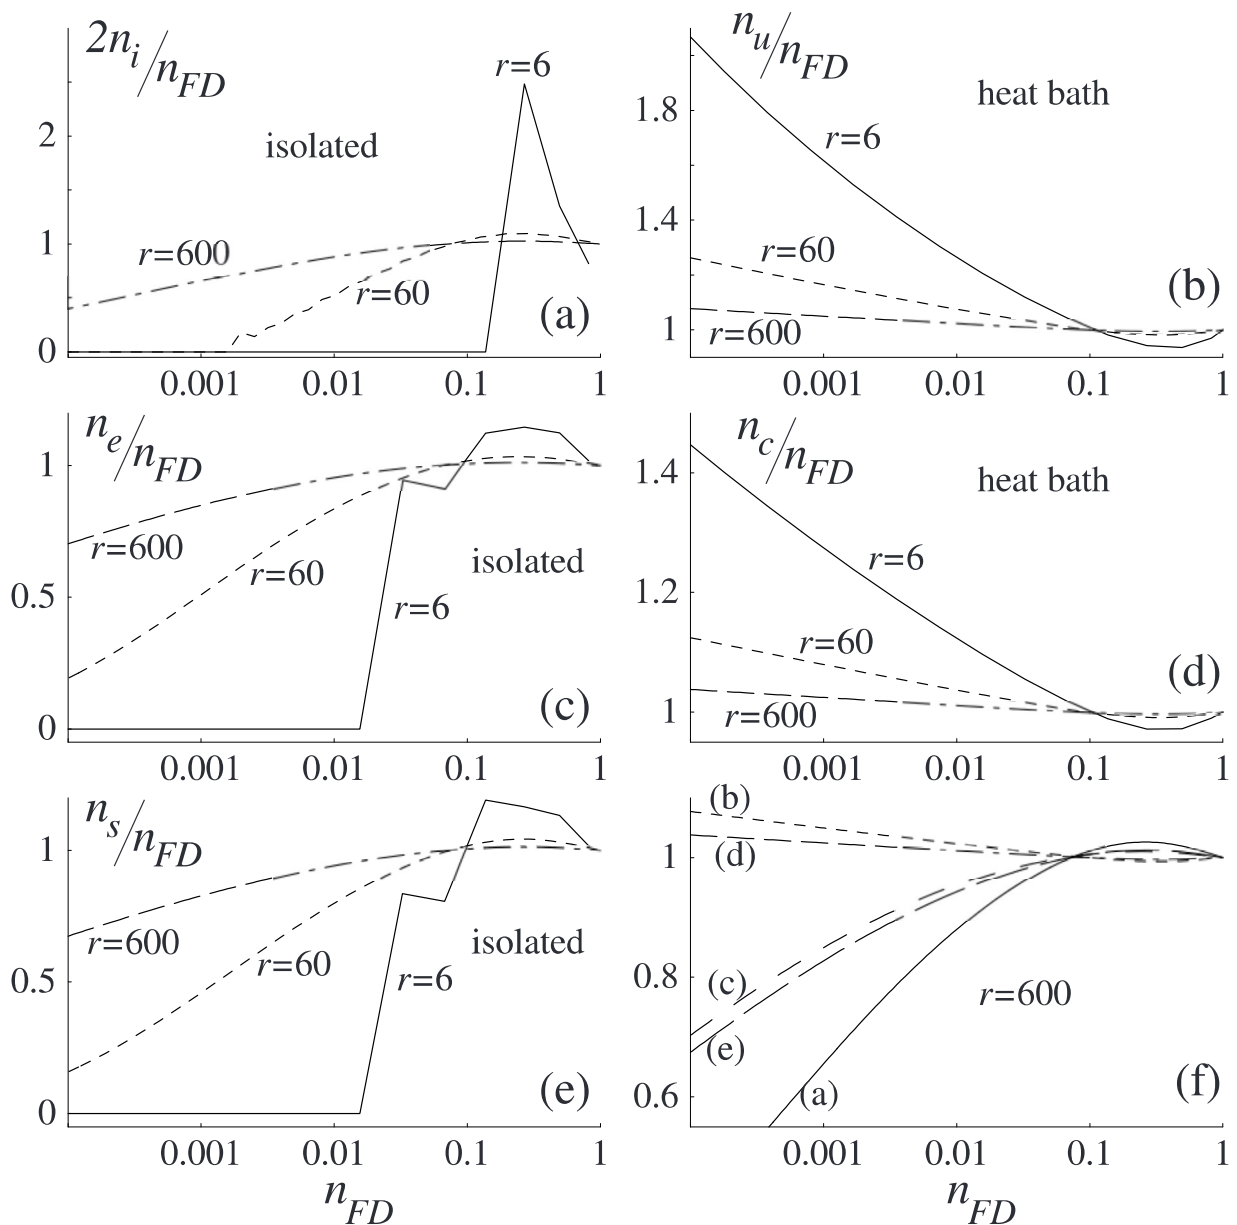 2n_i/n_FD
r=6
2
isolated
1
r=600
r=60
(a)
0
0.001 0.01 0.1 1
n_u/n_FD
heat bath
1.8
r=6
1.4
r=60
(b)
1
r=600
0.001 0.01 0.1 1
n_e/n_FD
1
r=600
r=60
isolated
0.5
r=6
(c)
0
0.001 0.01 0.1 1
n_c/n_FD
1.4
heat bath
r=6
1.2
r=60
(d)
1
r=600
0.001 0.01 0.1 1
n_s/n_FD
1
r=600
r=60
isolated
0.5
r=6
(e)
0
0.001 0.01 0.1 1
n_FD
(b)
1
(d)
0.8
(c)
r=600
(e)
(a)
(f)
0.6
0.001 0.01 0.1 1
n_FD